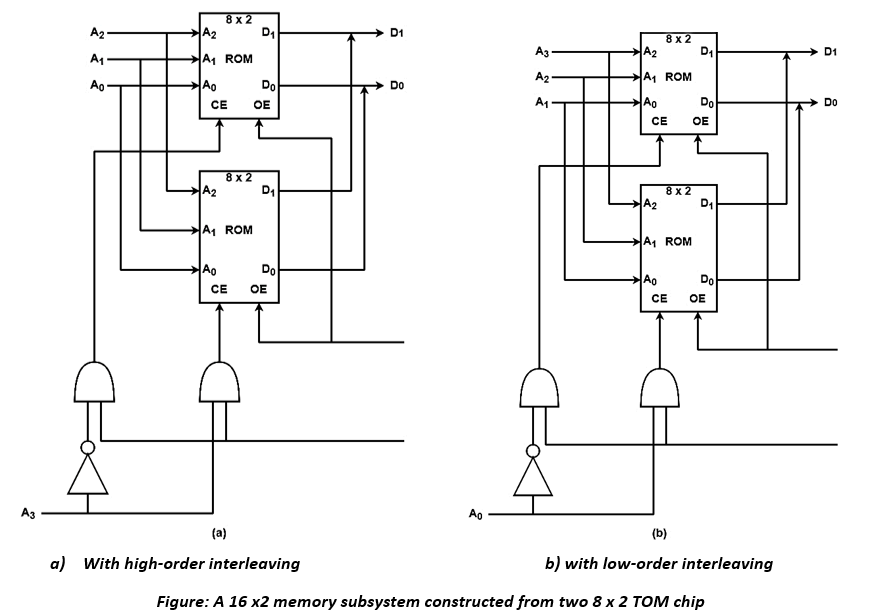 8 x 2
A₂ A₂ D₁ D1
A₁ A₁ ROM
A₀ A₀ D₀ D₀
CE OE
8 x 2
A₂ D₁
A₁ ROM
A₀ D₀
CE OE
A₃
(a)
8 x 2
A₃ A₂ D₁ D1
A₂ A₁ ROM
A₁ A₀ D₀ D₀
CE OE
8 x 2
A₂ D₁
A₁ ROM
A₀ D₀
CE OE
A₀
(b)
a) With high-order interleaving
b) with low-order interleaving
Figure: A 16 x2 memory subsystem constructed from two 8 x 2 TOM chip